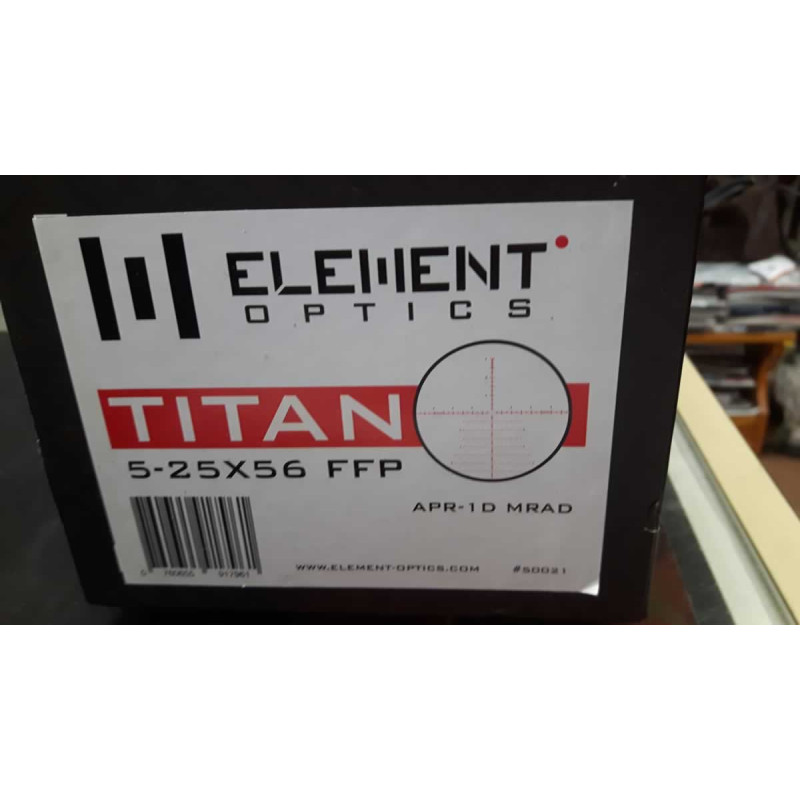 ELEMENT
OPTICS
TITAN
5-25X56 FFP
APR-1D MRAD
WWW.ELEMENT-OPTICS.COM
#50021